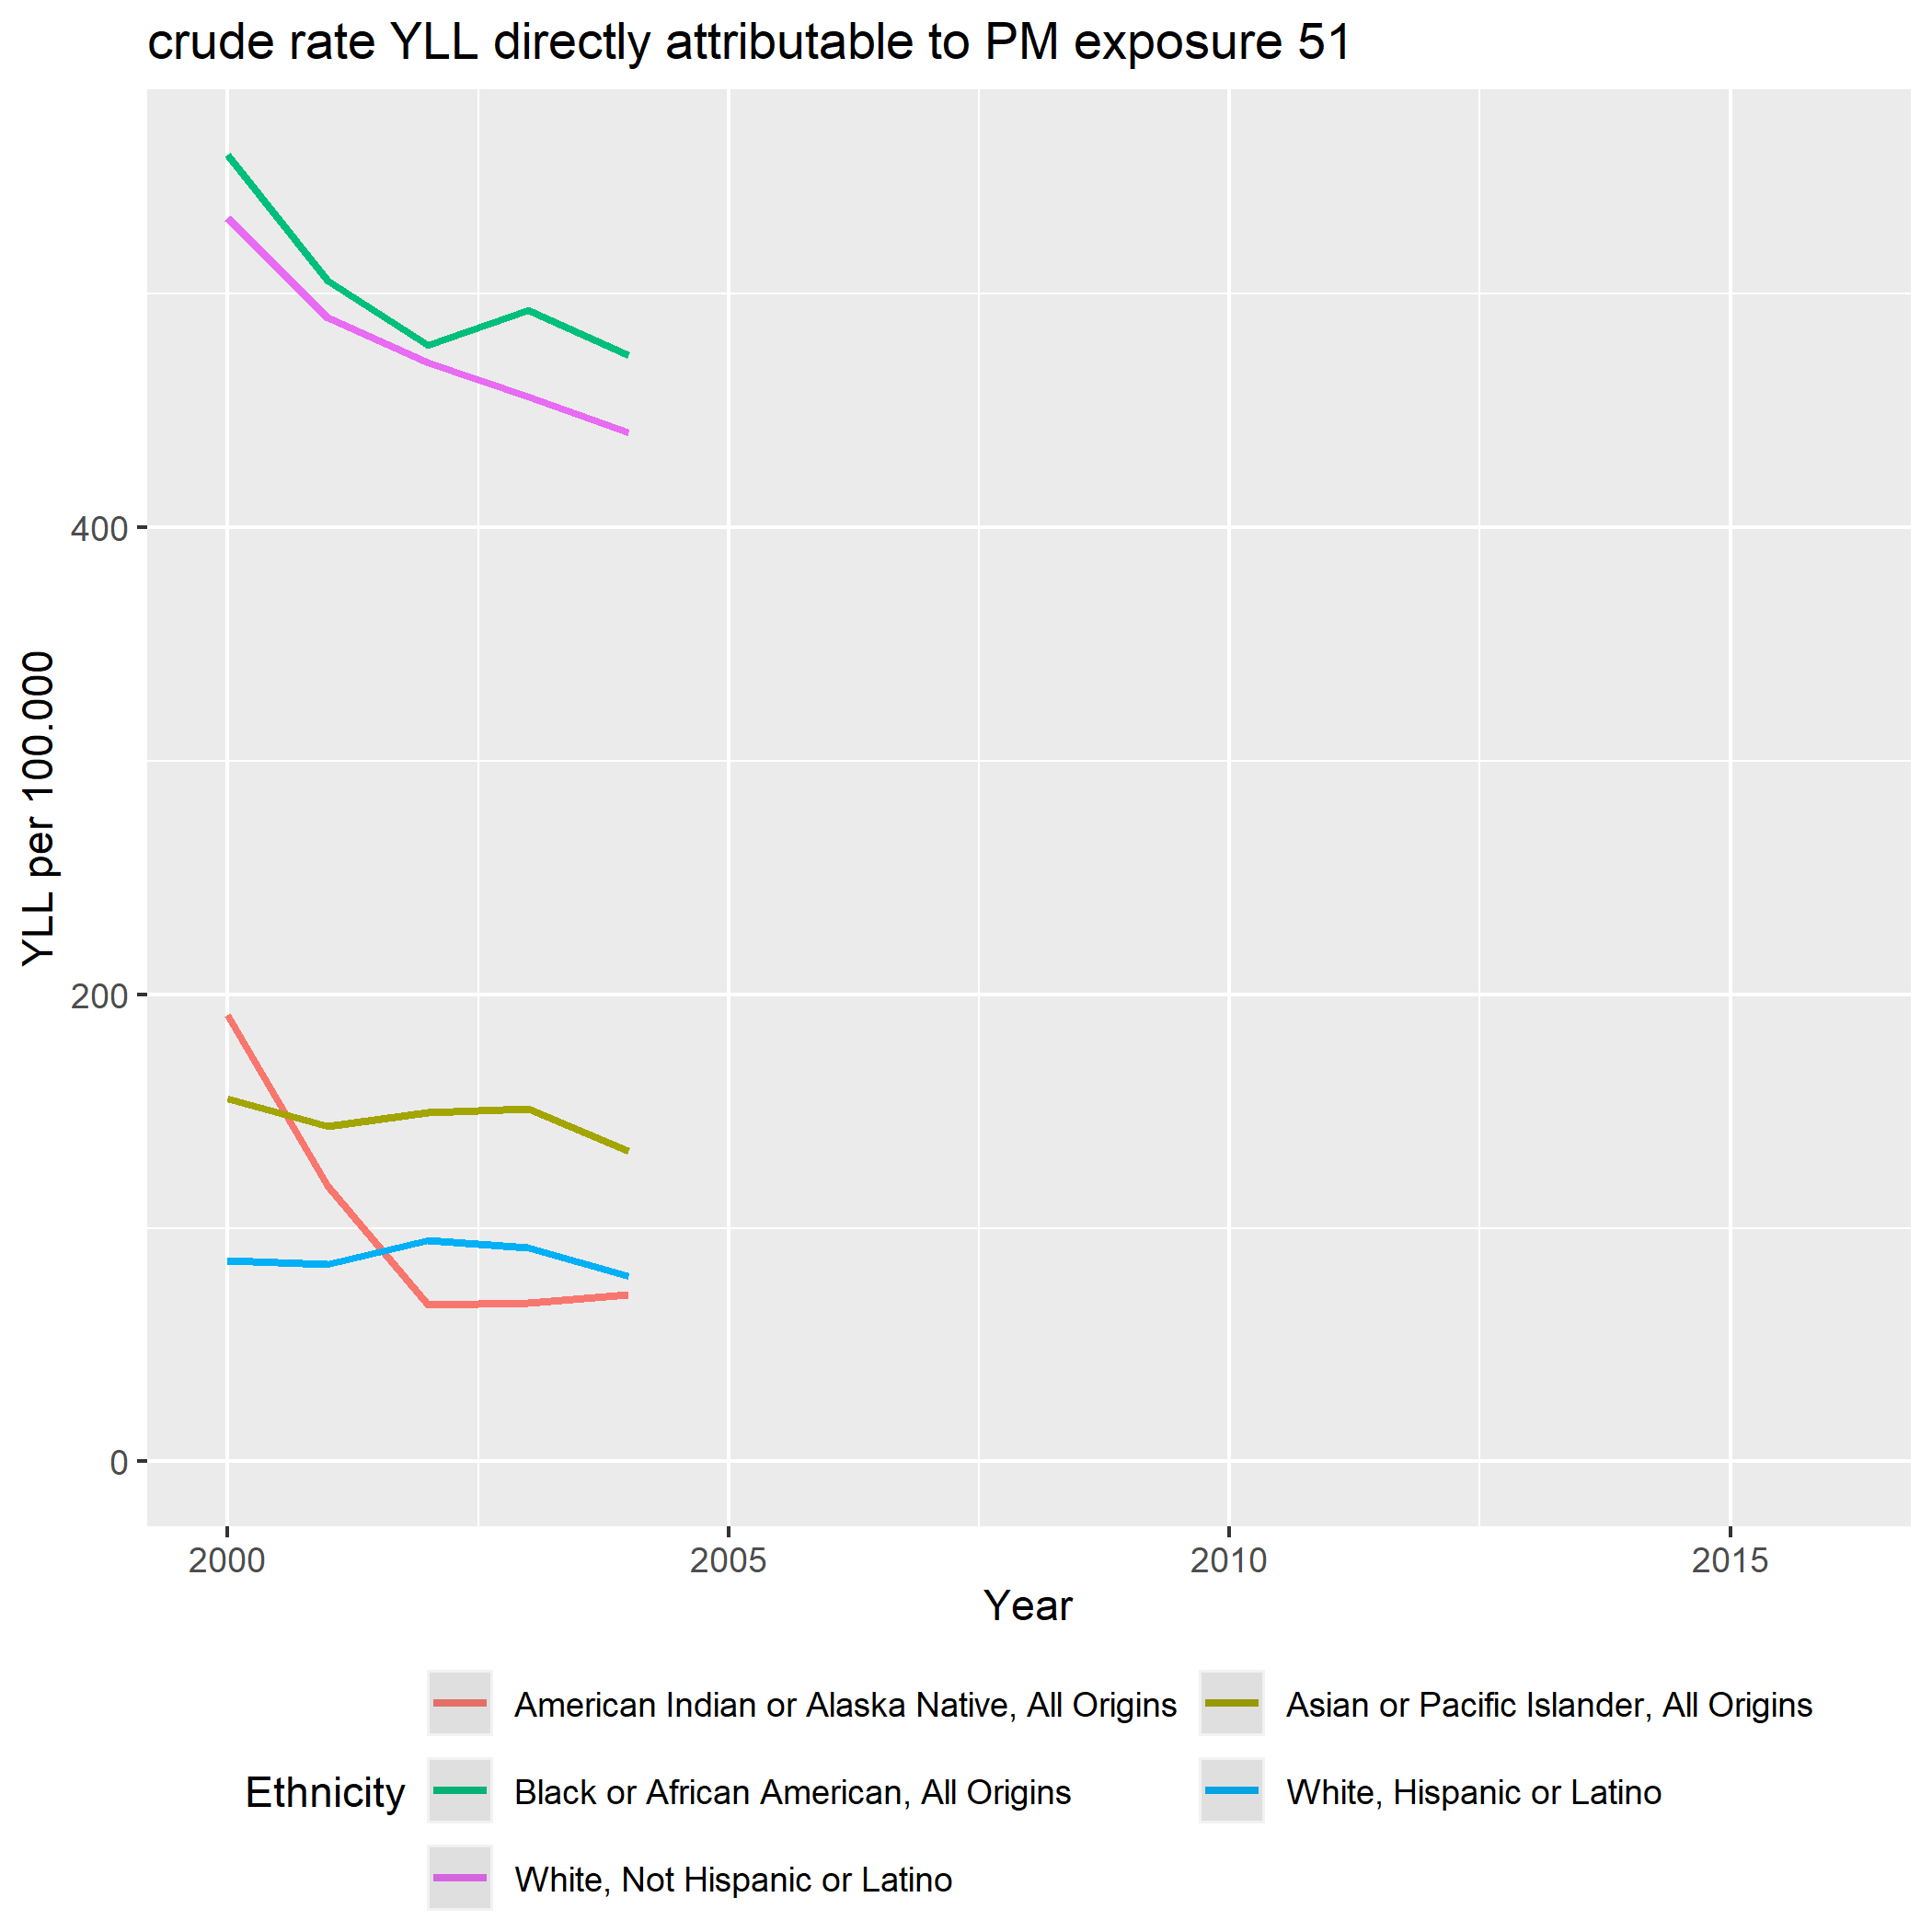 crude rate YLL directly attributable to PM exposure 51
YLL per 100.000
400
200
0
2000 2005 2010 2015
Year
Ethnicity
American Indian or Alaska Native, All Origins
Asian or Pacific Islander, All Origins
Black or African American, All Origins
White, Hispanic or Latino
White, Not Hispanic or Latino